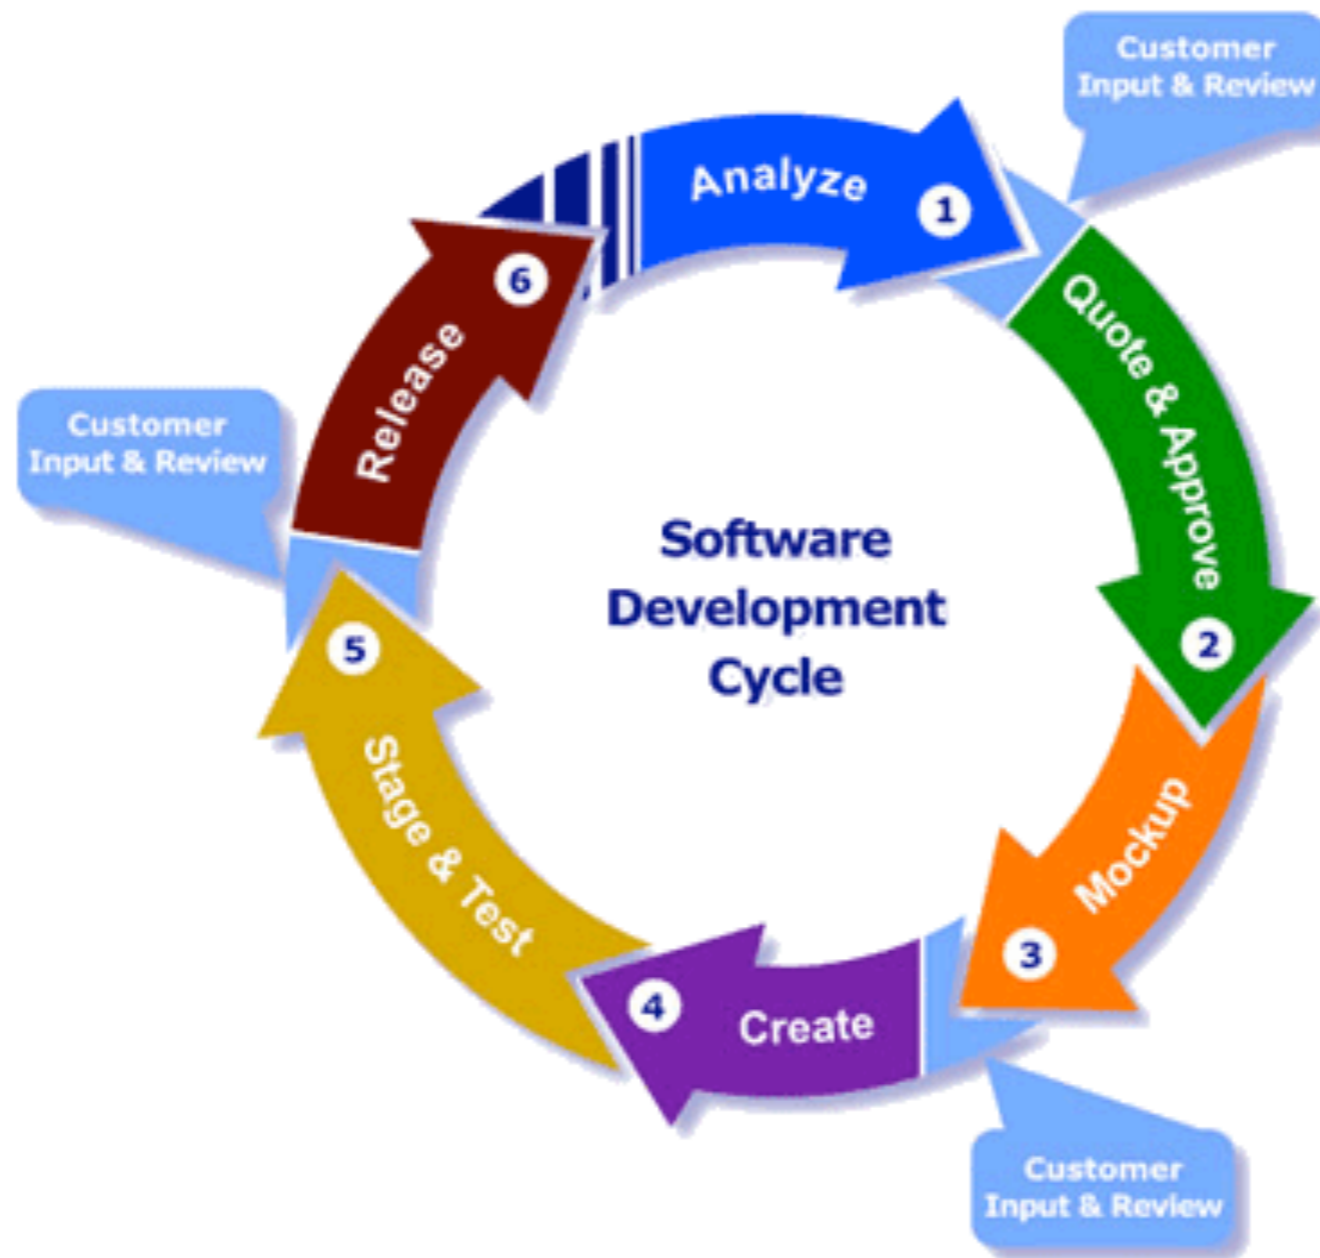 Customer
Input & Review
Analyze
1
Quote & Approve
2
Mockup
3
Customer
Input & Review
Create
4
Stage & Test
5
Customer
Input & Review
Release
6
Software
Development
Cycle